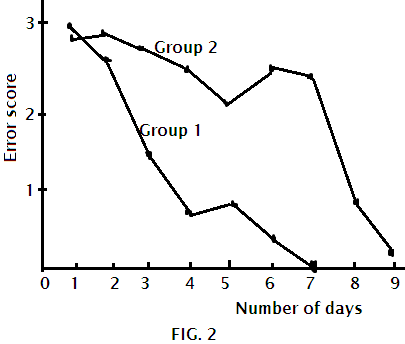 3
Group 2
Error score
2
Group 1
1
0 1 2 3 4 5 6 7 8 9
Number of days
FIG. 2